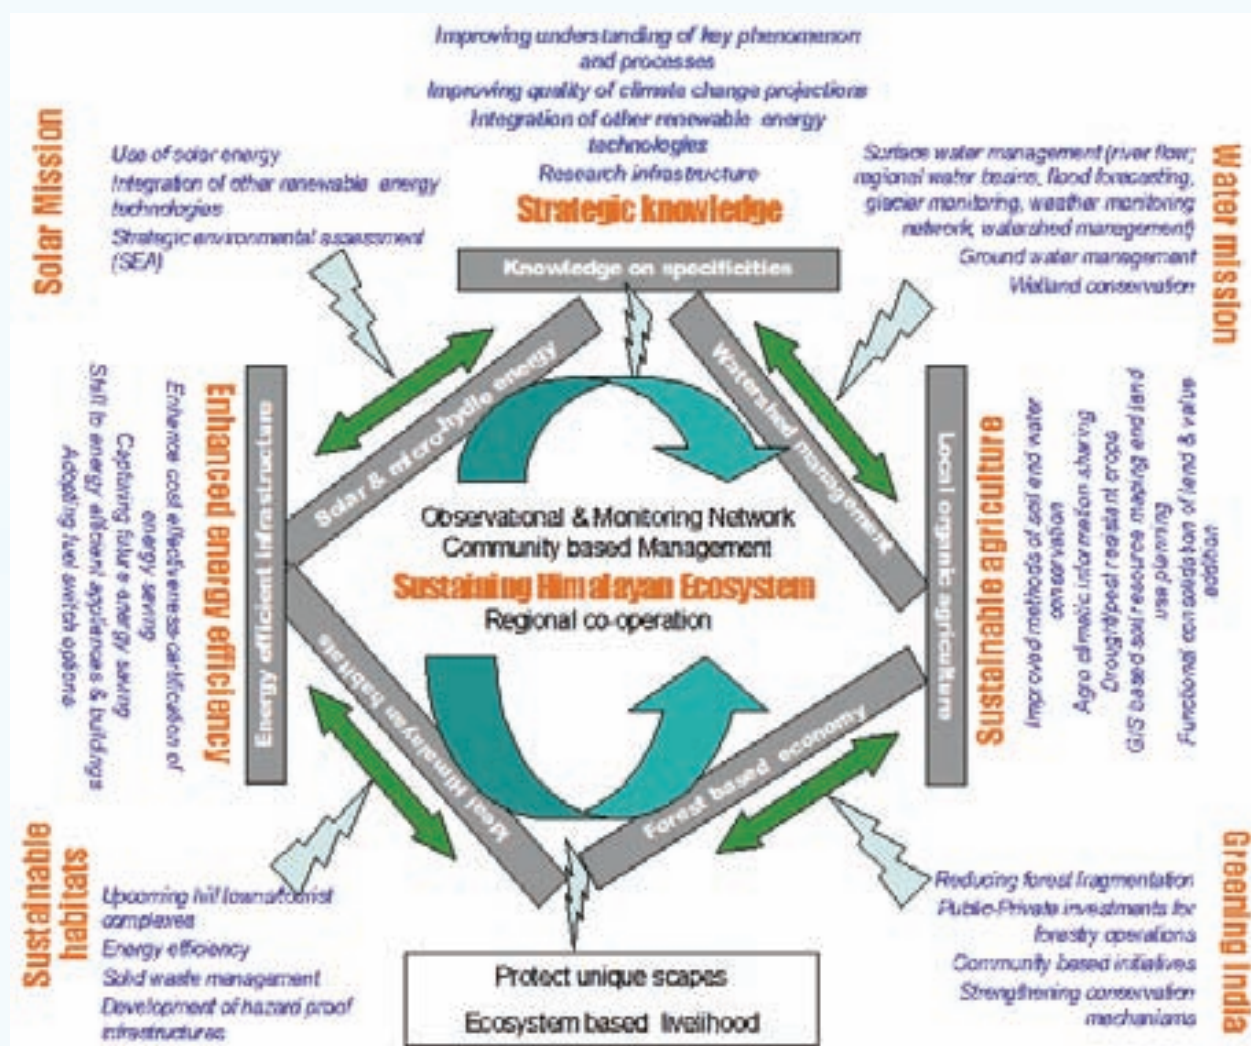 Improving understanding of key phenomenon
and processes
Improving quality of climate change projections
Integration of other renewable energy
technologies
Research infrastructure
Strategic knowledge
Knowledge on specificities
Solar Mission
Use of solar energy
Integration of other renewable energy
technologies
Strategic environmental assessment
(SEA)
Solar & micro-hydle energy
Water mission
Surface water management (river flow;
regional water basins, flood forecasting,
glacier monitoring, weather monitoring
network, watershed management)
Ground water management
Wetland conservation
Watershed management
Enhanced energy efficiency
Enhance cost effectiveness-certification of
energy saving
Capturing future energy saving
Shift to energy efficient appliances & buildings
Adopting fuel switch options
Energy efficient infrastructue
Observational & Monitoring Network
Community based Management
Sustaining Himalayan Ecosystem
Regional co-operation
Local organic agriculture
Sustainable agriculture
Improved methods of soil and water
conservation
Agro climatic information sharing
Drought/pest resistant crops
GIS based soil resource maping and land
use planning
Functional consolidation of land & value
addition
Ideal Himalayan habitats
Forest based economy
Sustainable
habitats
Upcoming hill towns/tourist
complexes
Energy efficiency
Solid waste management
Development of hazard proof
infrastructures
Protect unique scapes
Ecosystem based livelihood
Greening India
Reducing forest fragmentation
Public-Private investments for
forestry operations
Community based initiatives
Strengthening conservation
mechanisms